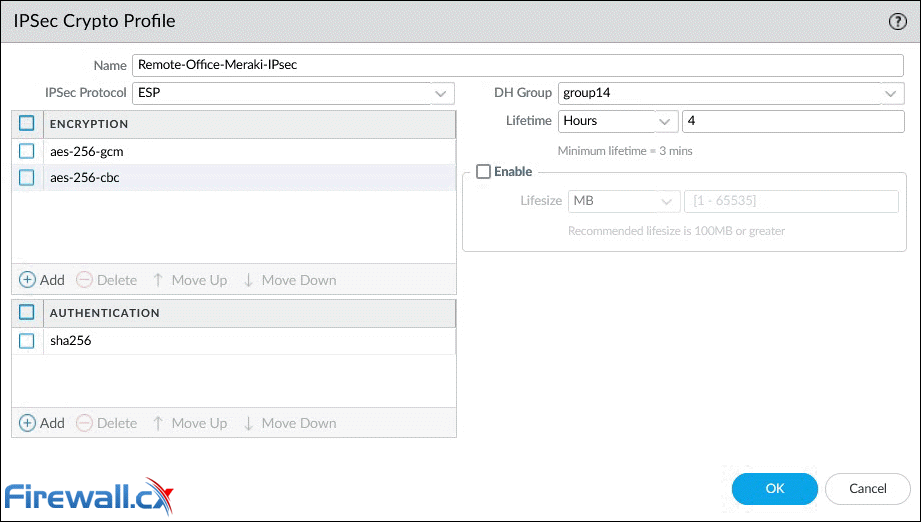 IPSec Crypto Profile
?
Name Remote-Office-Meraki-IPsec
IPSec Protocol ESP
DH Group group14
ENCRYPTION
Lifetime Hours 4
aes-256-gcm
Minimum lifetime = 3 mins
aes-256-cbc
Enable
Lifesize MB [1 - 65535]
Recommended lifesize is 100MB or greater
Add Delete Move Up Move Down
AUTHENTICATION
sha256
Add Delete Move Up Move Down
Firewall.cx
OK Cancel